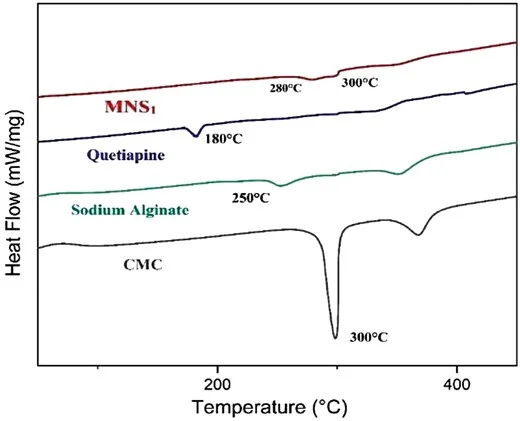 Heat Flow (mW/mg)
280°C
300°C
MNS₁
180°C
Quetiapine
250°C
Sodium Alginate
CMC
300°C
200
400
Temperature (°C)